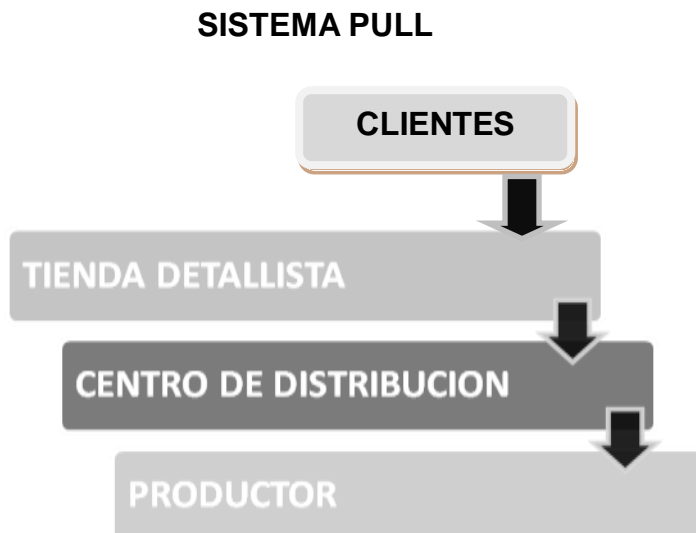 SISTEMA PULL
CLIENTES
TIENDA DETALLISTA
CENTRO DE DISTRIBUCION
PRODUCTOR